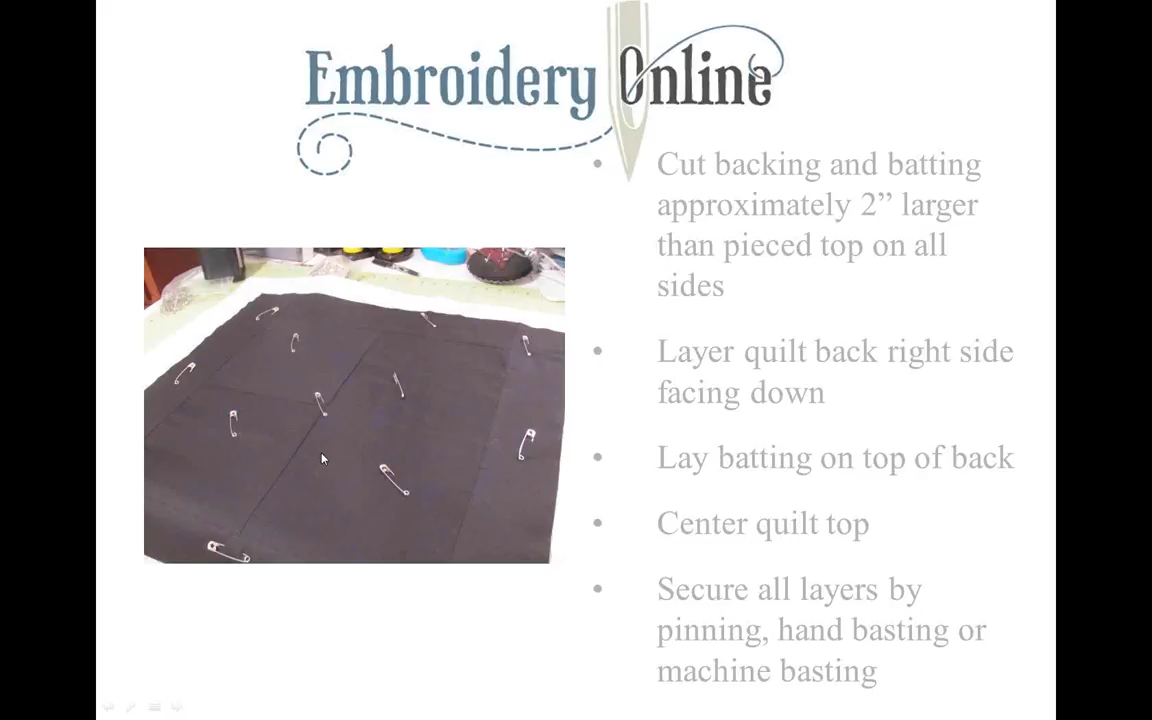 Embroidery Online
• Cut backing and batting
approximately 2” larger
than pieced top on all
sides
• Layer quilt back right side
facing down
• Lay batting on top of back
• Center quilt top
• Secure all layers by
pinning, hand basting or
machine basting